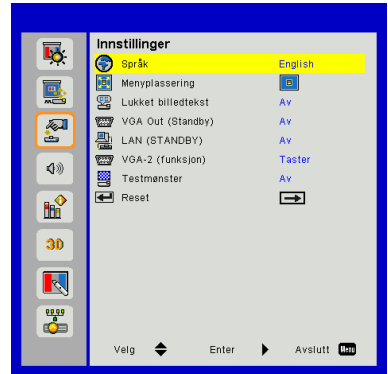 Innstillinger
Språk English
Menyplassering
Lukket billedtekst Av
VGA Out (Standby) Av
LAN (STANDBY) Av
VGA-2 (funksjon) Taster
Testmønster Av
Reset
3D
Velg Enter Avslutt Menu